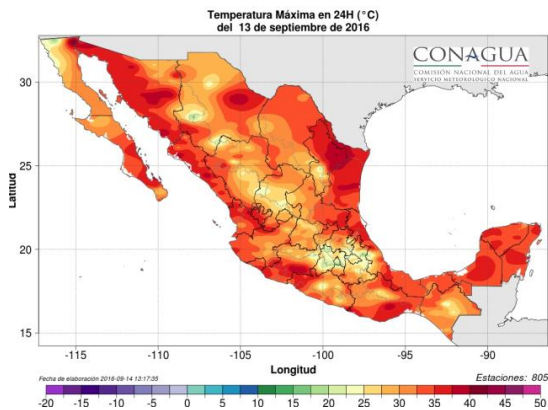 Temperatura Máxima en 24H (°C)
del 13 de septiembre de 2016
CONAGUA
COMISIÓN NACIONAL DEL AGUA
SERVICIO METEOROLÓGICO NACIONAL
30
25
20
15
Latitud
-115 -110 -105 -100 -95 -90
Longitud
Fecha de elaboración 2016-09-14 13:17:35
Estaciones: 805
-20 -15 -10 -5 0 5 10 15 20 25 30 35 40 45 50